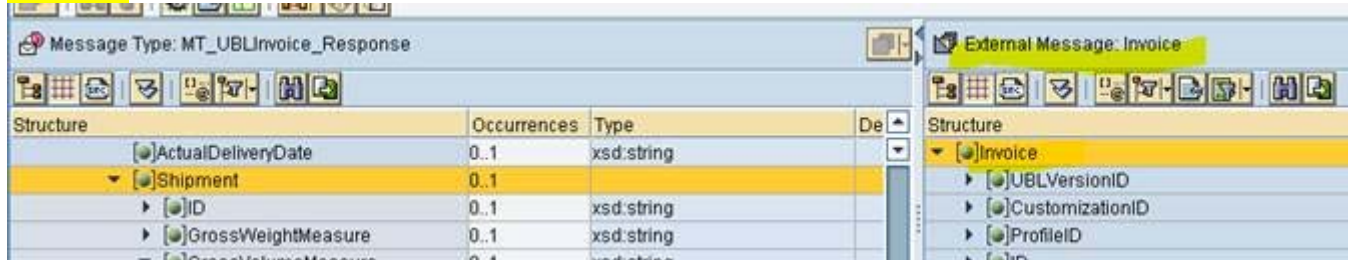 Message Type: MT_UBLInvoice_Response
External Message: Invoice
Structure Occurrences Type De
Structure
ActualDeliveryDate 0..1 xsd:string
Invoice
Shipment 0..1
UBLVersionID
ID 0..1 xsd:string
CustomizationID
GrossWeightMeasure 0..1 xsd:string
ProfileID